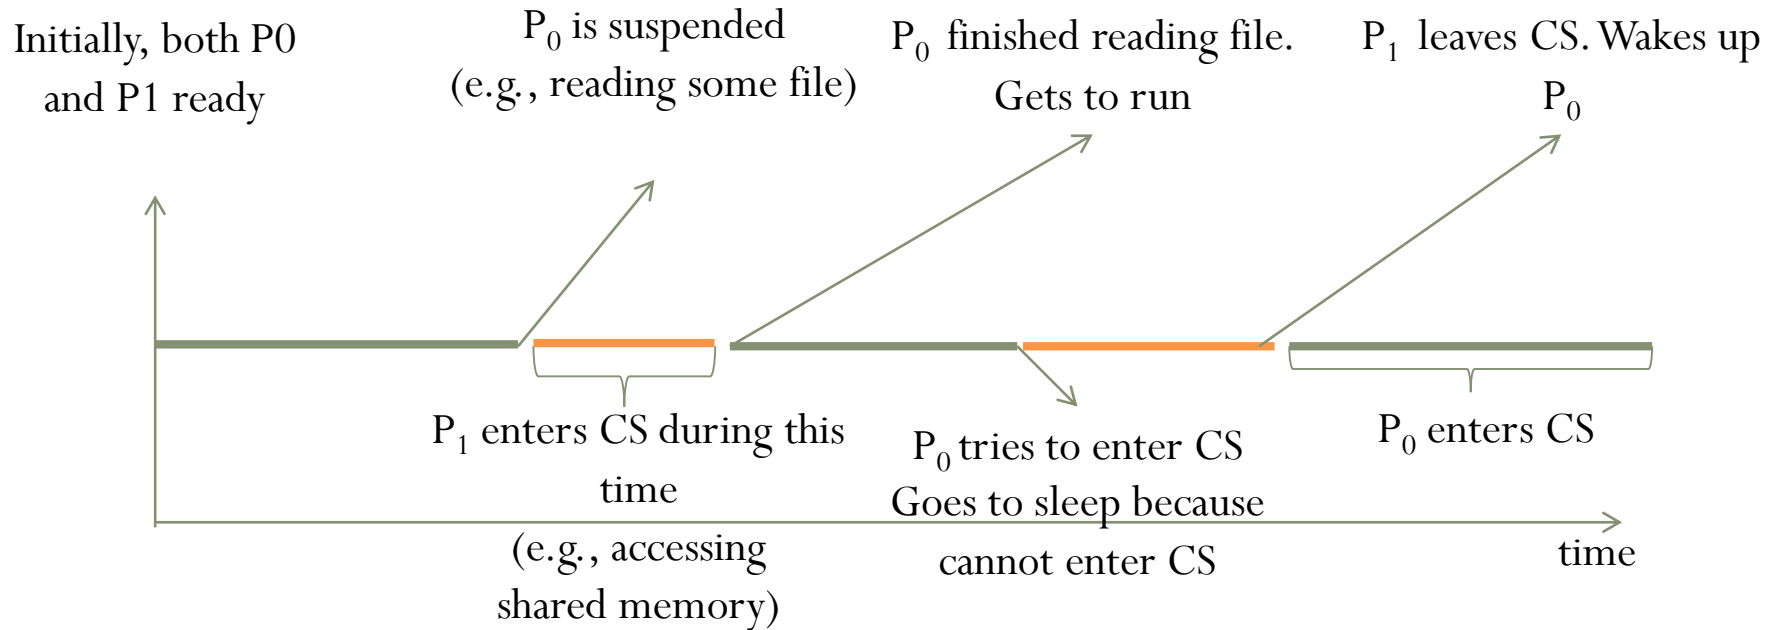 Initially, both P0
and P1 ready
P₀ is suspended
(e.g., reading some file)
P₀ finished reading file.
Gets to run
P₁ leaves CS. Wakes up
P₀
P₁ enters CS during this
time
(e.g., accessing
shared memory)
P₀ tries to enter CS
Goes to sleep because
cannot enter CS
P₀ enters CS
time